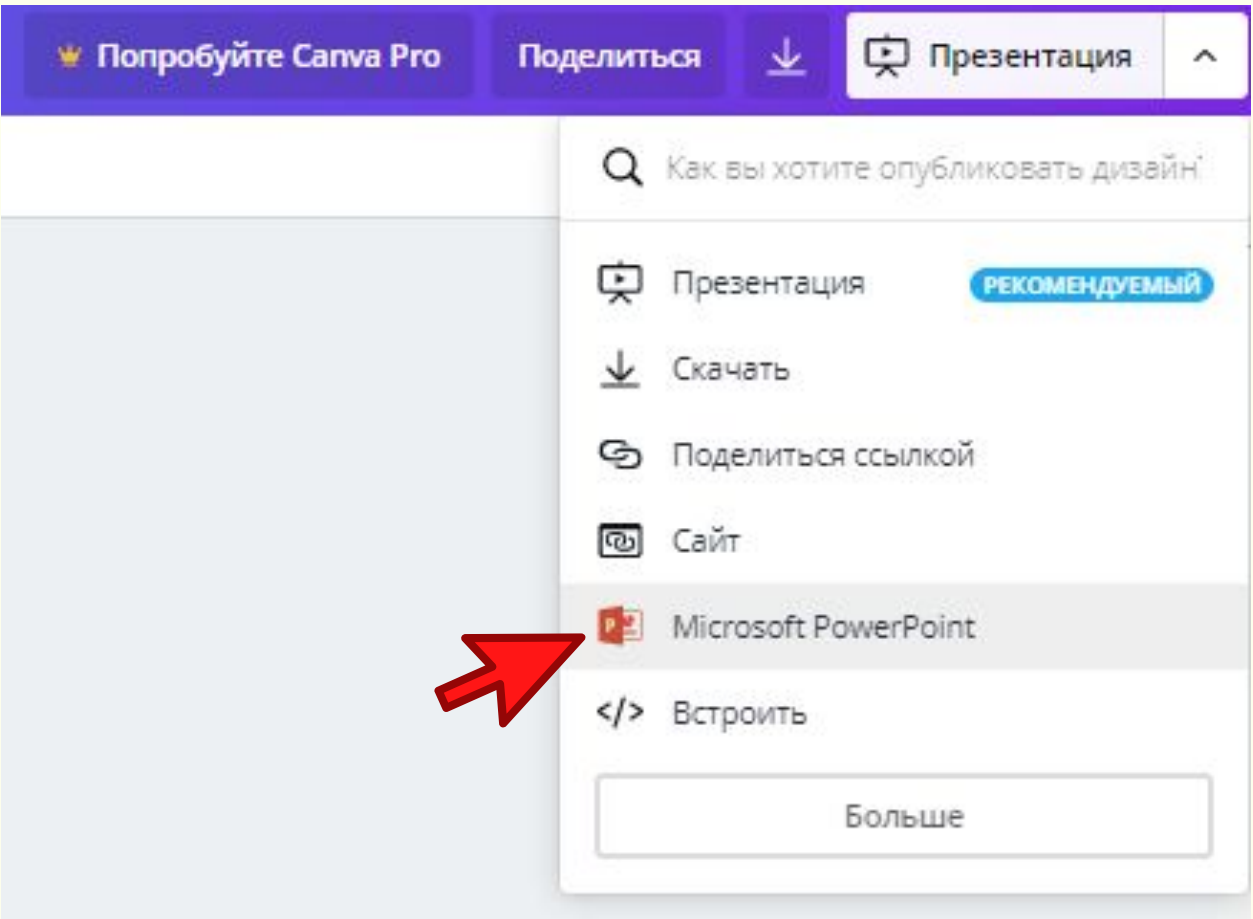 Попробуйте Canva Pro Поделиться Презентация
Как вы хотите опубликовать дизайн
Презентация РЕКОМЕНДУЕМЫЙ
Скачать
Поделиться ссылкой
Сайт
Microsoft PowerPoint
</> Встроить
Больше